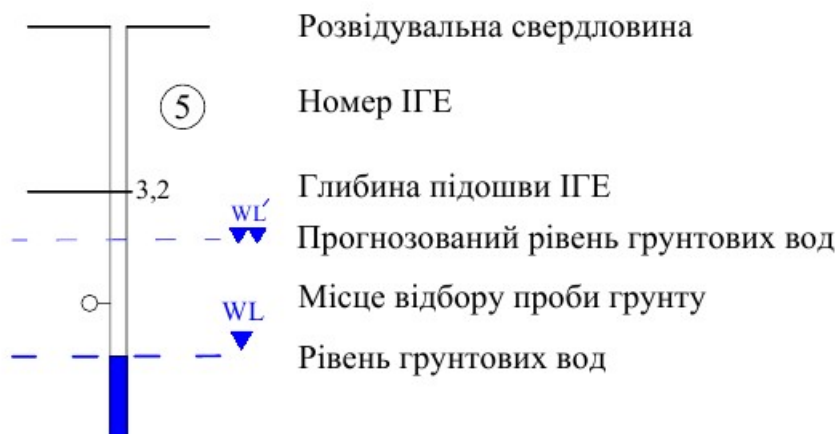 Розвідувальна свердловина
5 Номер ІГЕ
3,2 Глибина підошви ІГЕ
WL′ Прогнозований рівень грунтових вод
Місце відбору проби грунту
WL
Рівень грунтових вод